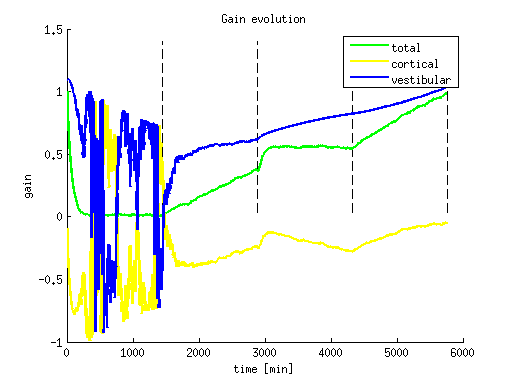 Gain evolution
1.5
1
0.5
0
-0.5
-1
gain
total
cortical
vestibular
0 1000 2000 3000 4000 5000 6000
time [min]